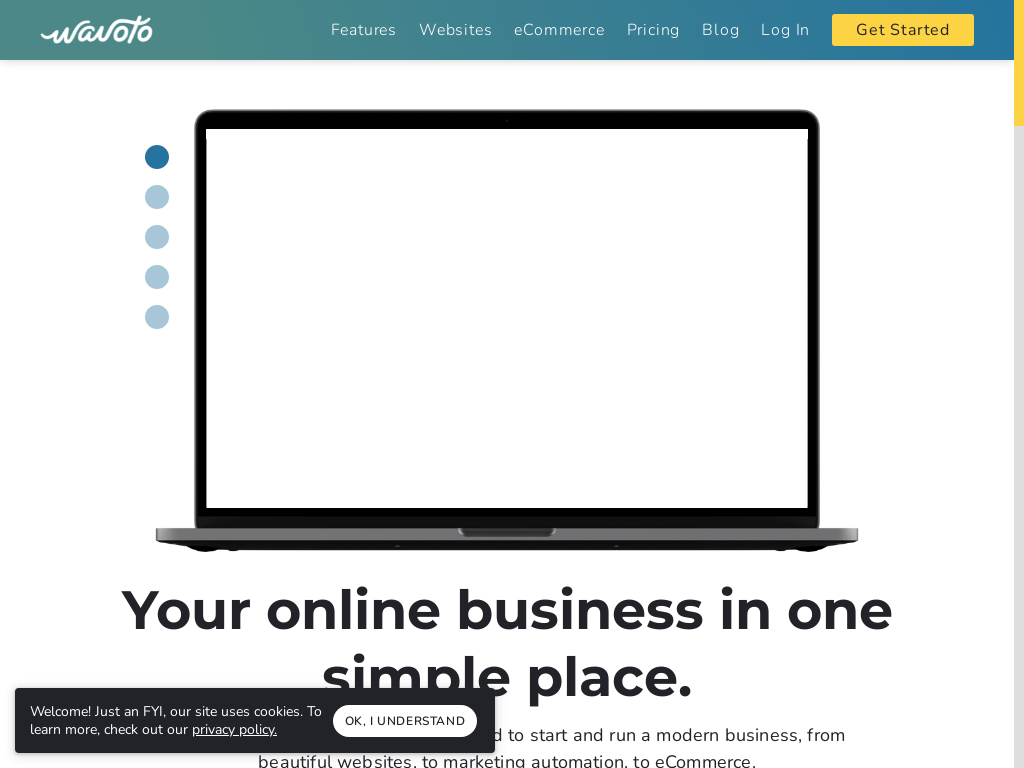 wavoto
Features Websites eCommerce Pricing Blog Log In Get Started
Your online business in one
simple place.
d to start and run a modern business, from
beautiful websites, to marketing automation, to eCommerce,
Welcome! Just an FYI, our site uses cookies. To
learn more, check out our privacy policy.
OK, I UNDERSTAND